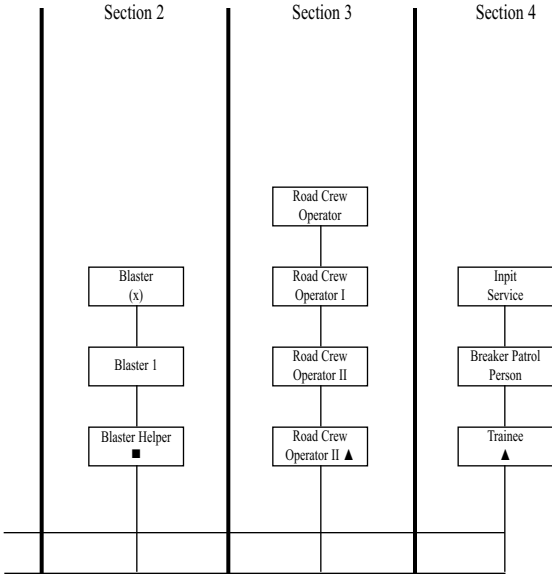 Section 2
Section 3
Section 4
Road Crew
Operator
Blaster
(x)
Road Crew
Operator I
Inpit
Service
Blaster 1
Road Crew
Operator II
Breaker Patrol
Person
Blaster Helper
■
Road Crew
Operator II ▲
Trainee
▲